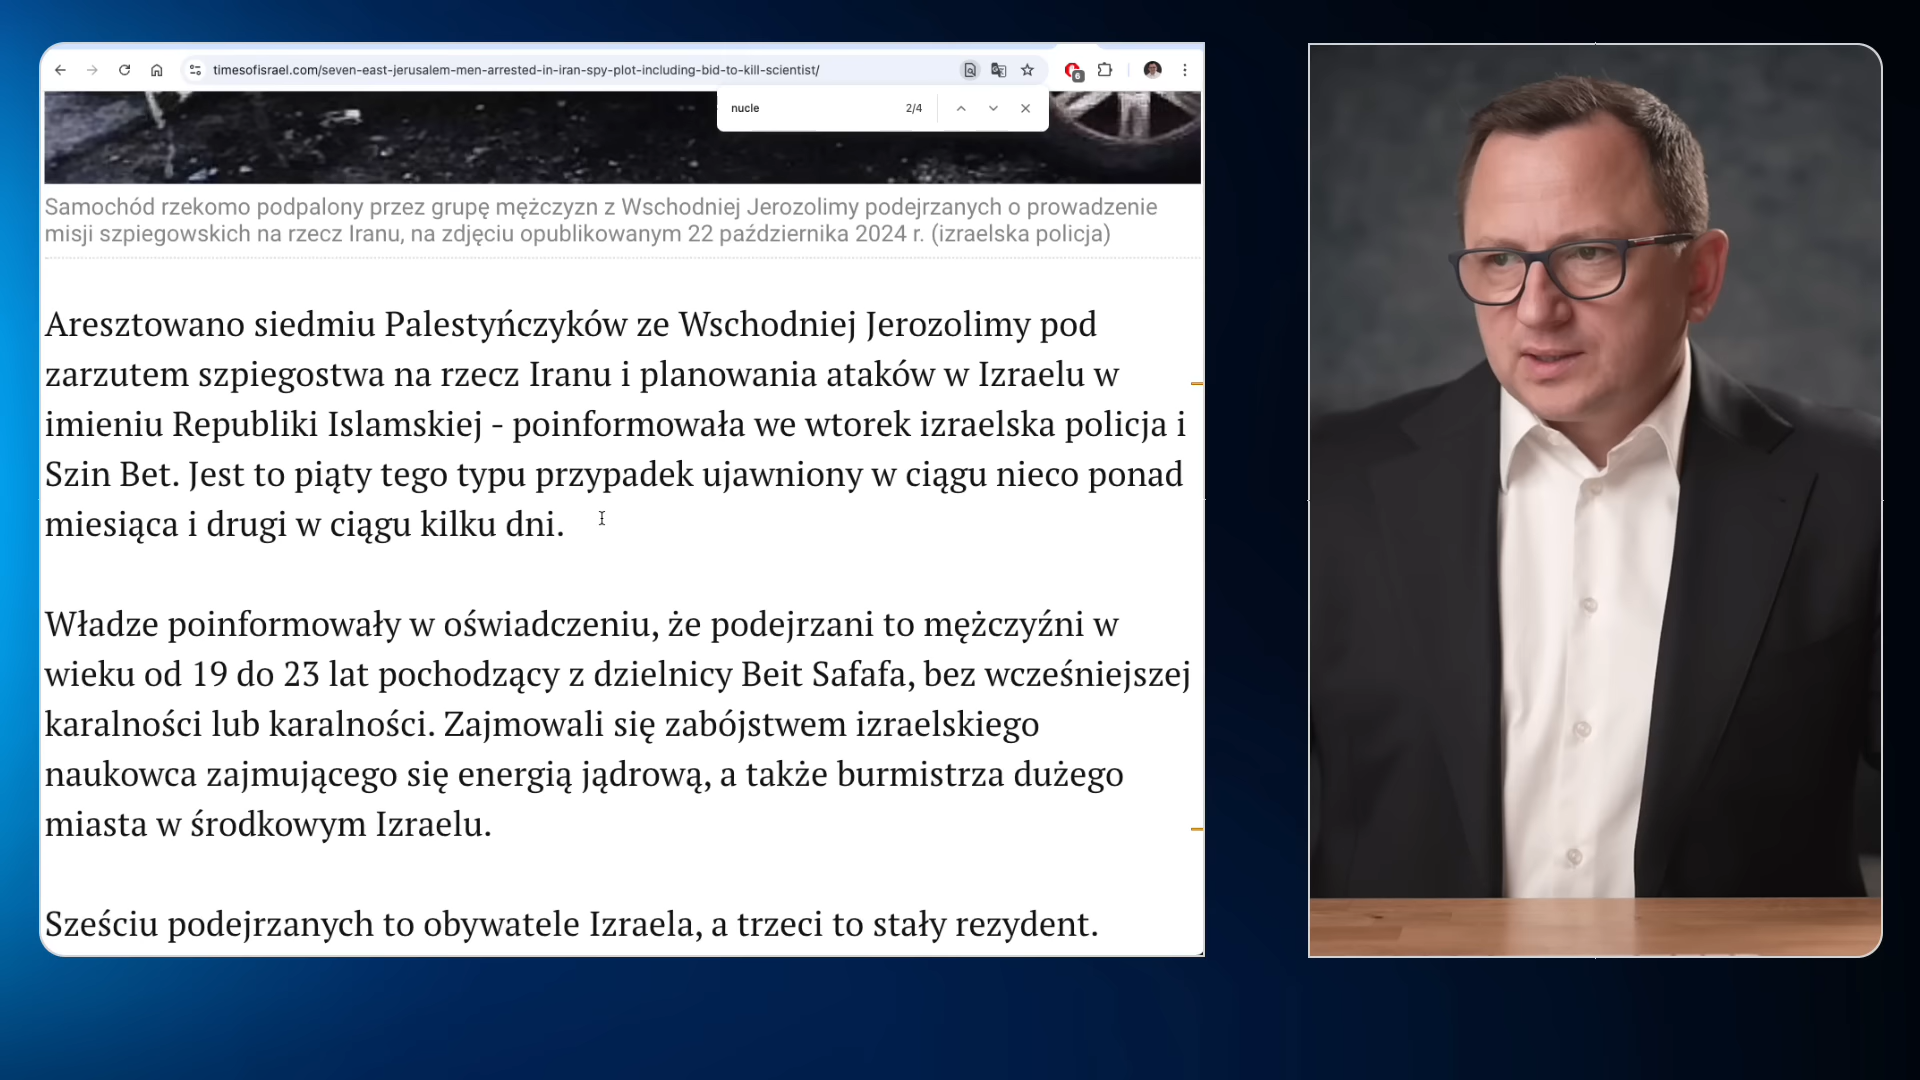 timesofisrael.com/seven-east-jerusalem-men-arrested-in-iran-spy-plot-including-bid-to-kill-scientist/
6
nucle 2/4
Samochód rzekomo podpalony przez grupę mężczyzn z Wschodniej Jerozolimy podejrzanych o prowadzenie
misji szpiegowskich na rzecz Iranu, na zdjęciu opublikowanym 22 października 2024 r. (izraelska policja)
Aresztowano siedmiu Palestyńczyków ze Wschodniej Jerozolimy pod
zarzutem szpiegostwa na rzecz Iranu i planowania ataków w Izraelu w
imieniu Republiki Islamskiej - poinformowała we wtorek izraelska policja i
Szin Bet. Jest to piąty tego typu przypadek ujawniony w ciągu nieco ponad
miesiąca i drugi w ciągu kilku dni.
Władze poinformowały w oświadczeniu, że podejrzani to mężczyźni w
wieku od 19 do 23 lat pochodzący z dzielnicy Beit Safafa, bez wcześniejszej
karalności lub karalności. Zajmowali się zabójstwem izraelskiego
naukowca zajmującego się energią jądrową, a także burmistrza dużego
miasta w środkowym Izraelu.
Sześciu podejrzanych to obywatele Izraela, a trzeci to stały rezydent.